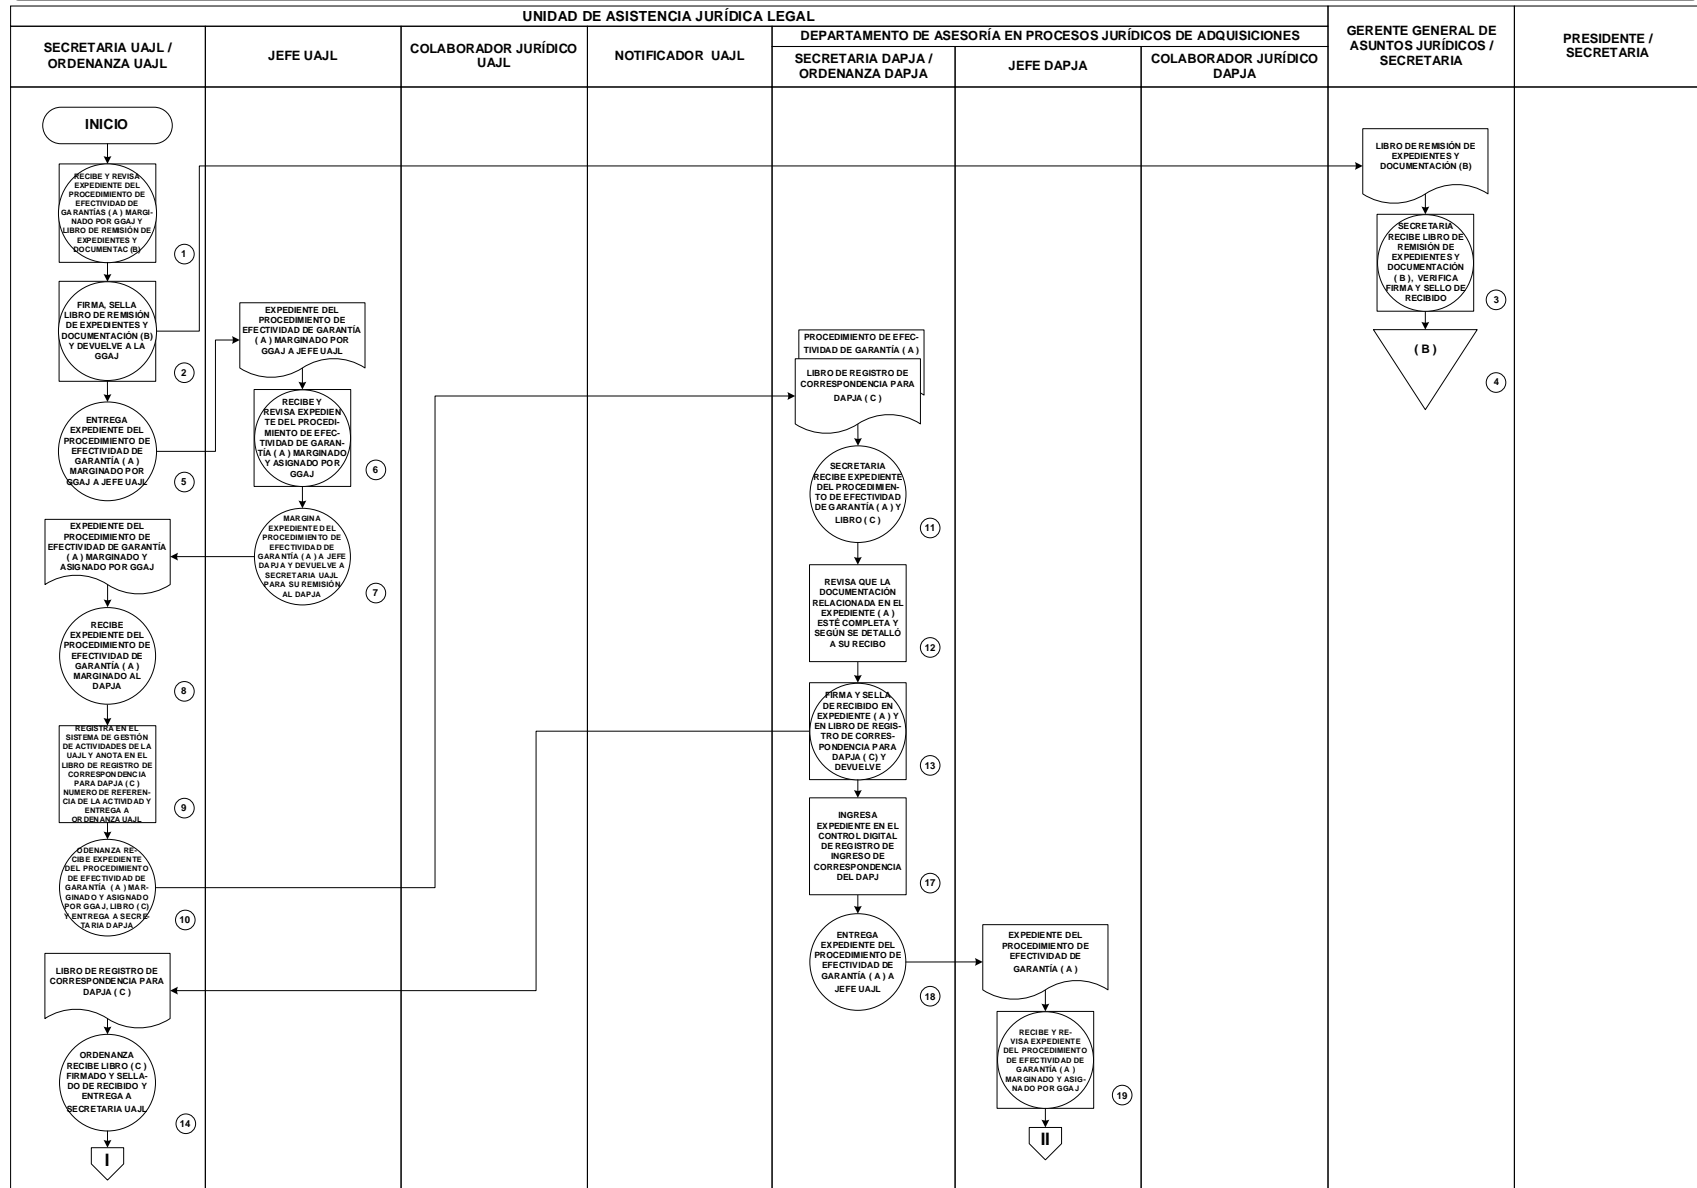 UNIDAD DE ASISTENCIA JURÍDICA LEGAL
SECRETARIA UAJL /
ORDENANZA UAJL
JEFE UAJL
COLABORADOR JURÍDICO
UAJL
NOTIFICADOR UAJL
DEPARTAMENTO DE ASESORÍA EN PROCESOS JURÍDICOS DE ADQUISICIONES
SECRETARIA DAPJA /
ORDENANZA DAPJA
JEFE DAPJA
COLABORADOR JURÍDICO
DAPJA
GERENTE GENERAL DE
ASUNTOS JURÍDICOS /
SECRETARIA
PRESIDENTE /
SECRETARIA
INICIO
RECIBE Y REVISA
EXPEDIENTE DEL
PROCEDIMIENTO DE
EFECTIVIDAD DE
GARANTÍAS ( A ) MARGI-
NADO POR GGAJ Y
LIBRO DE REMISIÓN DE
EXPEDIENTES Y
DOCUMENTAC (B)
1
FIRMA, SELLA
LIBRO DE REMISIÓN
DE EXPEDIENTES Y
DOCUMENTACIÓN (B)
Y DEVUELVE A LA
GGAJ
2
LIBRO DE REMISIÓN DE
EXPEDIENTES Y
DOCUMENTACIÓN (B)
SECRETARIA
RECIBE LIBRO DE
REMISIÓN DE
EXPEDIENTES Y
DOCUMENTACIÓN
( B ), VERIFICA
FIRMA Y SELLO DE
RECIBIDO
3
( B )
4
ENTREGA
EXPEDIENTE DEL
PROCEDIMIENTO DE
EFECTIVIDAD DE
GARANTÍA ( A )
MARGINADO POR
GGAJ A JEFE UAJL
5
EXPEDIENTE DEL
PROCEDIMIENTO DE
EFECTIVIDAD DE GARANTÍA
( A ) MARGINADO POR
GGAJ A JEFE UAJL
RECIBE Y
REVISA EXPEDIEN
TE DEL PROCEDI-
MIENTO DE EFEC-
TIVIDAD DE GARAN-
TÍA ( A ) MARGINADO
Y ASIGNADO POR
GGAJ
6
MARGINA
EXPEDIENTE DEL
PROCEDIMIENTO DE
EFECTIVIDAD DE
GARANTÍA ( A ) A JEFE
DAPJA Y DEVUELVE A
SECRETARIA UAJL
PARA SU REMISIÓN
AL DAPJA
7
EXPEDIENTE DEL
PROCEDIMIENTO DE
EFECTIVIDAD DE GARANTÍA
( A ) MARGINADO Y
ASIGNADO POR GGAJ
RECIBE
EXPEDIENTE DEL
PROCEDIMIENTO DE
EFECTIVIDAD DE
GARANTÍA ( A )
MARGINADO AL
DAPJA
8
REGISTRA EN EL
SISTEMA DE GESTIÓN
DE ACTIVIDADES DE LA
UAJL Y ANOTA EN EL
LIBRO DE REGISTRO DE
CORRESPONDENCIA
PARA DAPJA ( C )
NUMERO DE REFEREN-
CIA DE LA ACTIVIDAD Y
ENTREGA A
ORDENANZA UAJL
9
ODENANZA RE-
CIBE EXPEDIENTE
DEL PROCEDIMIENTO
DE EFECTIVIDAD DE
GARANTÍA ( A ) MAR-
GINADO Y ASIGNADO
POR GGAJ, LIBRO (C)
Y ENTREGA A SECRE-
TARIA DAPJA
10
PROCEDIMIENTO DE EFEC-
TIVIDAD DE GARANTÍA ( A )
LIBRO DE REGISTRO DE
CORRESPONDENCIA PARA
DAPJA ( C )
SECRETARIA
RECIBE EXPEDIENTE
DEL PROCEDIMIEN-
TO DE EFECTIVIDAD
DE GARANTÍA ( A ) Y
LIBRO ( C )
11
REVISA QUE LA
DOCUMENTACIÓN
RELACIONADA EN EL
EXPEDIENTE ( A )
ESTÉ COMPLETA Y
SEGÚN SE DETALLÓ
A SU RECIBO
12
FIRMA Y SELLA
DE RECIBIDO EN
EXPEDIENTE ( A ) Y
EN LIBRO DE REGIS-
TRO DE CORRES-
PONDENCIA PARA
DAPJA ( C) Y
DEVUELVE
13
LIBRO DE REGISTRO DE
CORRESPONDENCIA PARA
DAPJA ( C )
ORDENANZA
RECIBE LIBRO ( C )
FIRMADO Y SELLA-
DO DE RECIBIDO Y
ENTREGA A
SECRETARIA UAJL
14
I
INGRESA
EXPEDIENTE EN EL
CONTROL DIGITAL
DE REGISTRO DE
INGRESO DE
CORRESPONDENCIA
DEL DAPJ
17
ENTREGA
EXPEDIENTE DEL
PROCEDIMIENTO DE
EFECTIVIDAD DE
GARANTÍA ( A ) A
JEFE UAJL
18
EXPEDIENTE DEL
PROCEDIMIENTO DE
EFECTIVIDAD DE
GARANTÍA ( A )
RECIBE Y RE-
VISA EXPEDIENTE
DEL PROCEDIMIENTO
DE EFECTIVIDAD DE
GARANTÍA ( A )
MARGINADO Y ASIG-
NADO POR GGAJ
19
II